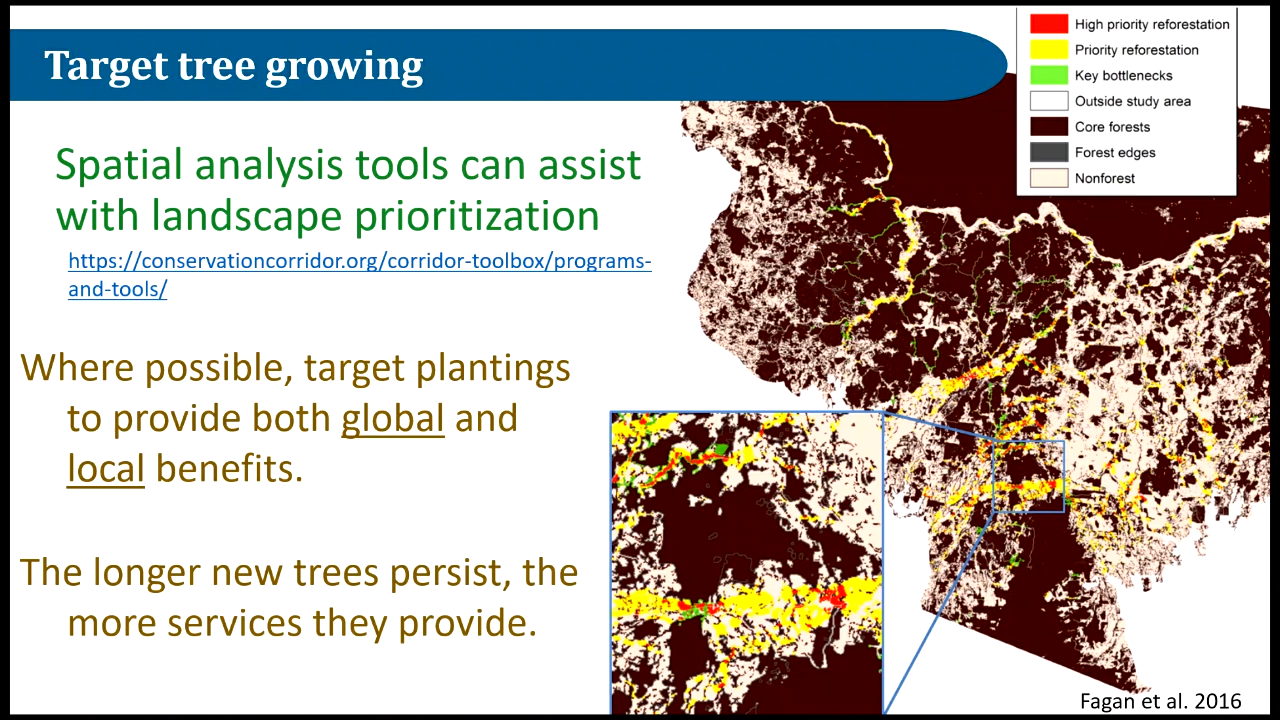 Target tree growing
High priority reforestation
Priority reforestation
Key bottlenecks
Outside study area
Core forests
Forest edges
Nonforest
Spatial analysis tools can assist
with landscape prioritization
https://conservationcorridor.org/corridor-toolbox/programs-
and-tools/
Where possible, target plantings
to provide both global and
local benefits.
The longer new trees persist, the
more services they provide.
Fagan et al. 2016